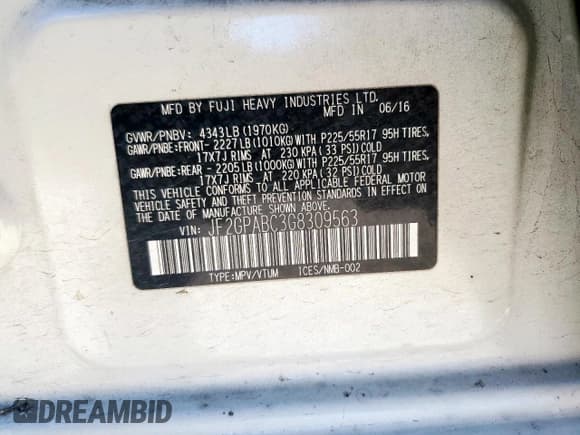 MFD BY FUJI HEAVY INDUSTRIES LTD.
MFD IN 06/16
GVWR/PNBV: 4343LB(1970KG)
GAWR/PNBE:FRONT- 2227LB(1010KG)WITH P225/55R17 95H TIRES,
17X7J RIMS AT 230 KPA(33 PSI)COLD
GAWR/PNBE:REAR - 2205LB(1000KG)WITH P225/55R17 95H TIRES,
17X7J RIMS AT 220 KPA(32 PSI)COLD
THIS VEHICLE CONFORMS TO ALL APPLICABLE FEDERAL MOTOR
VEHICLE SAFETY AND THEFT PREVENTION STANDARDS IN EFFECT
ON THE DATE OF MANUFACTURE SHOWN ABOVE.
VIN: JF2GPABC3G8309563
TYPE:MPV/VTUM ICES/NMB-002
DREAMBID